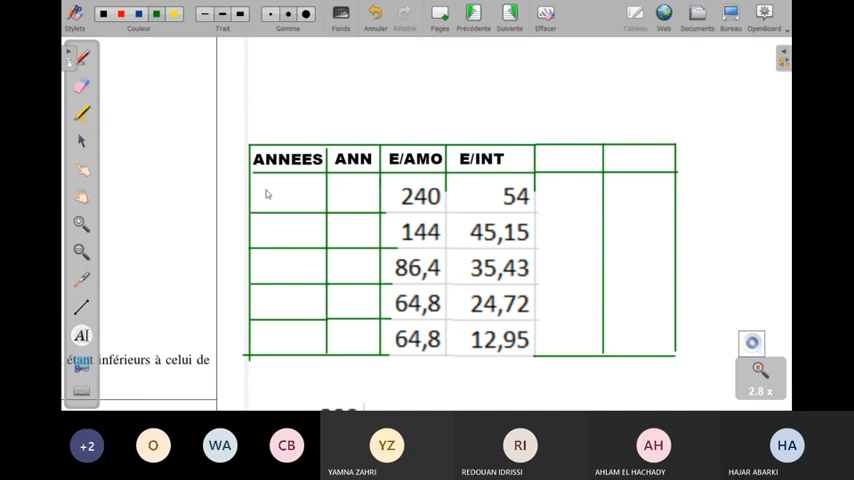 Stylets Couleur Trait Gomme Fonds Annuler Rétablir Pages Précédente Suivante Effacer Tableau Web Documents Bureau OpenBoard
ANNEES ANN E/AMO E/INT
240 54
144 45,15
86,4 35,43
64,8 24,72
64,8 12,95
étant inférieurs à celui de
2.8 x
+2 O WA CB YZ RI AH HA
YAMNA ZAHRI REDOUAN IDRISSI AHLAM EL HACHADY HAJAR ABARKI